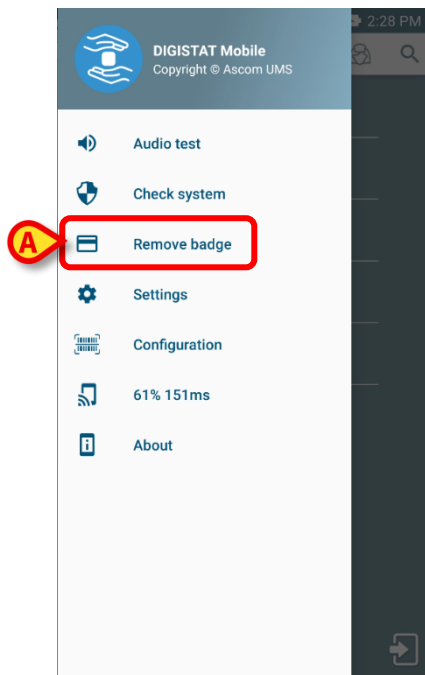 2:28 PM
DIGISTAT Mobile
Copyright © Ascom UMS
Audio test
Check system
A
Remove badge
Settings
Configuration
61% 151ms
About